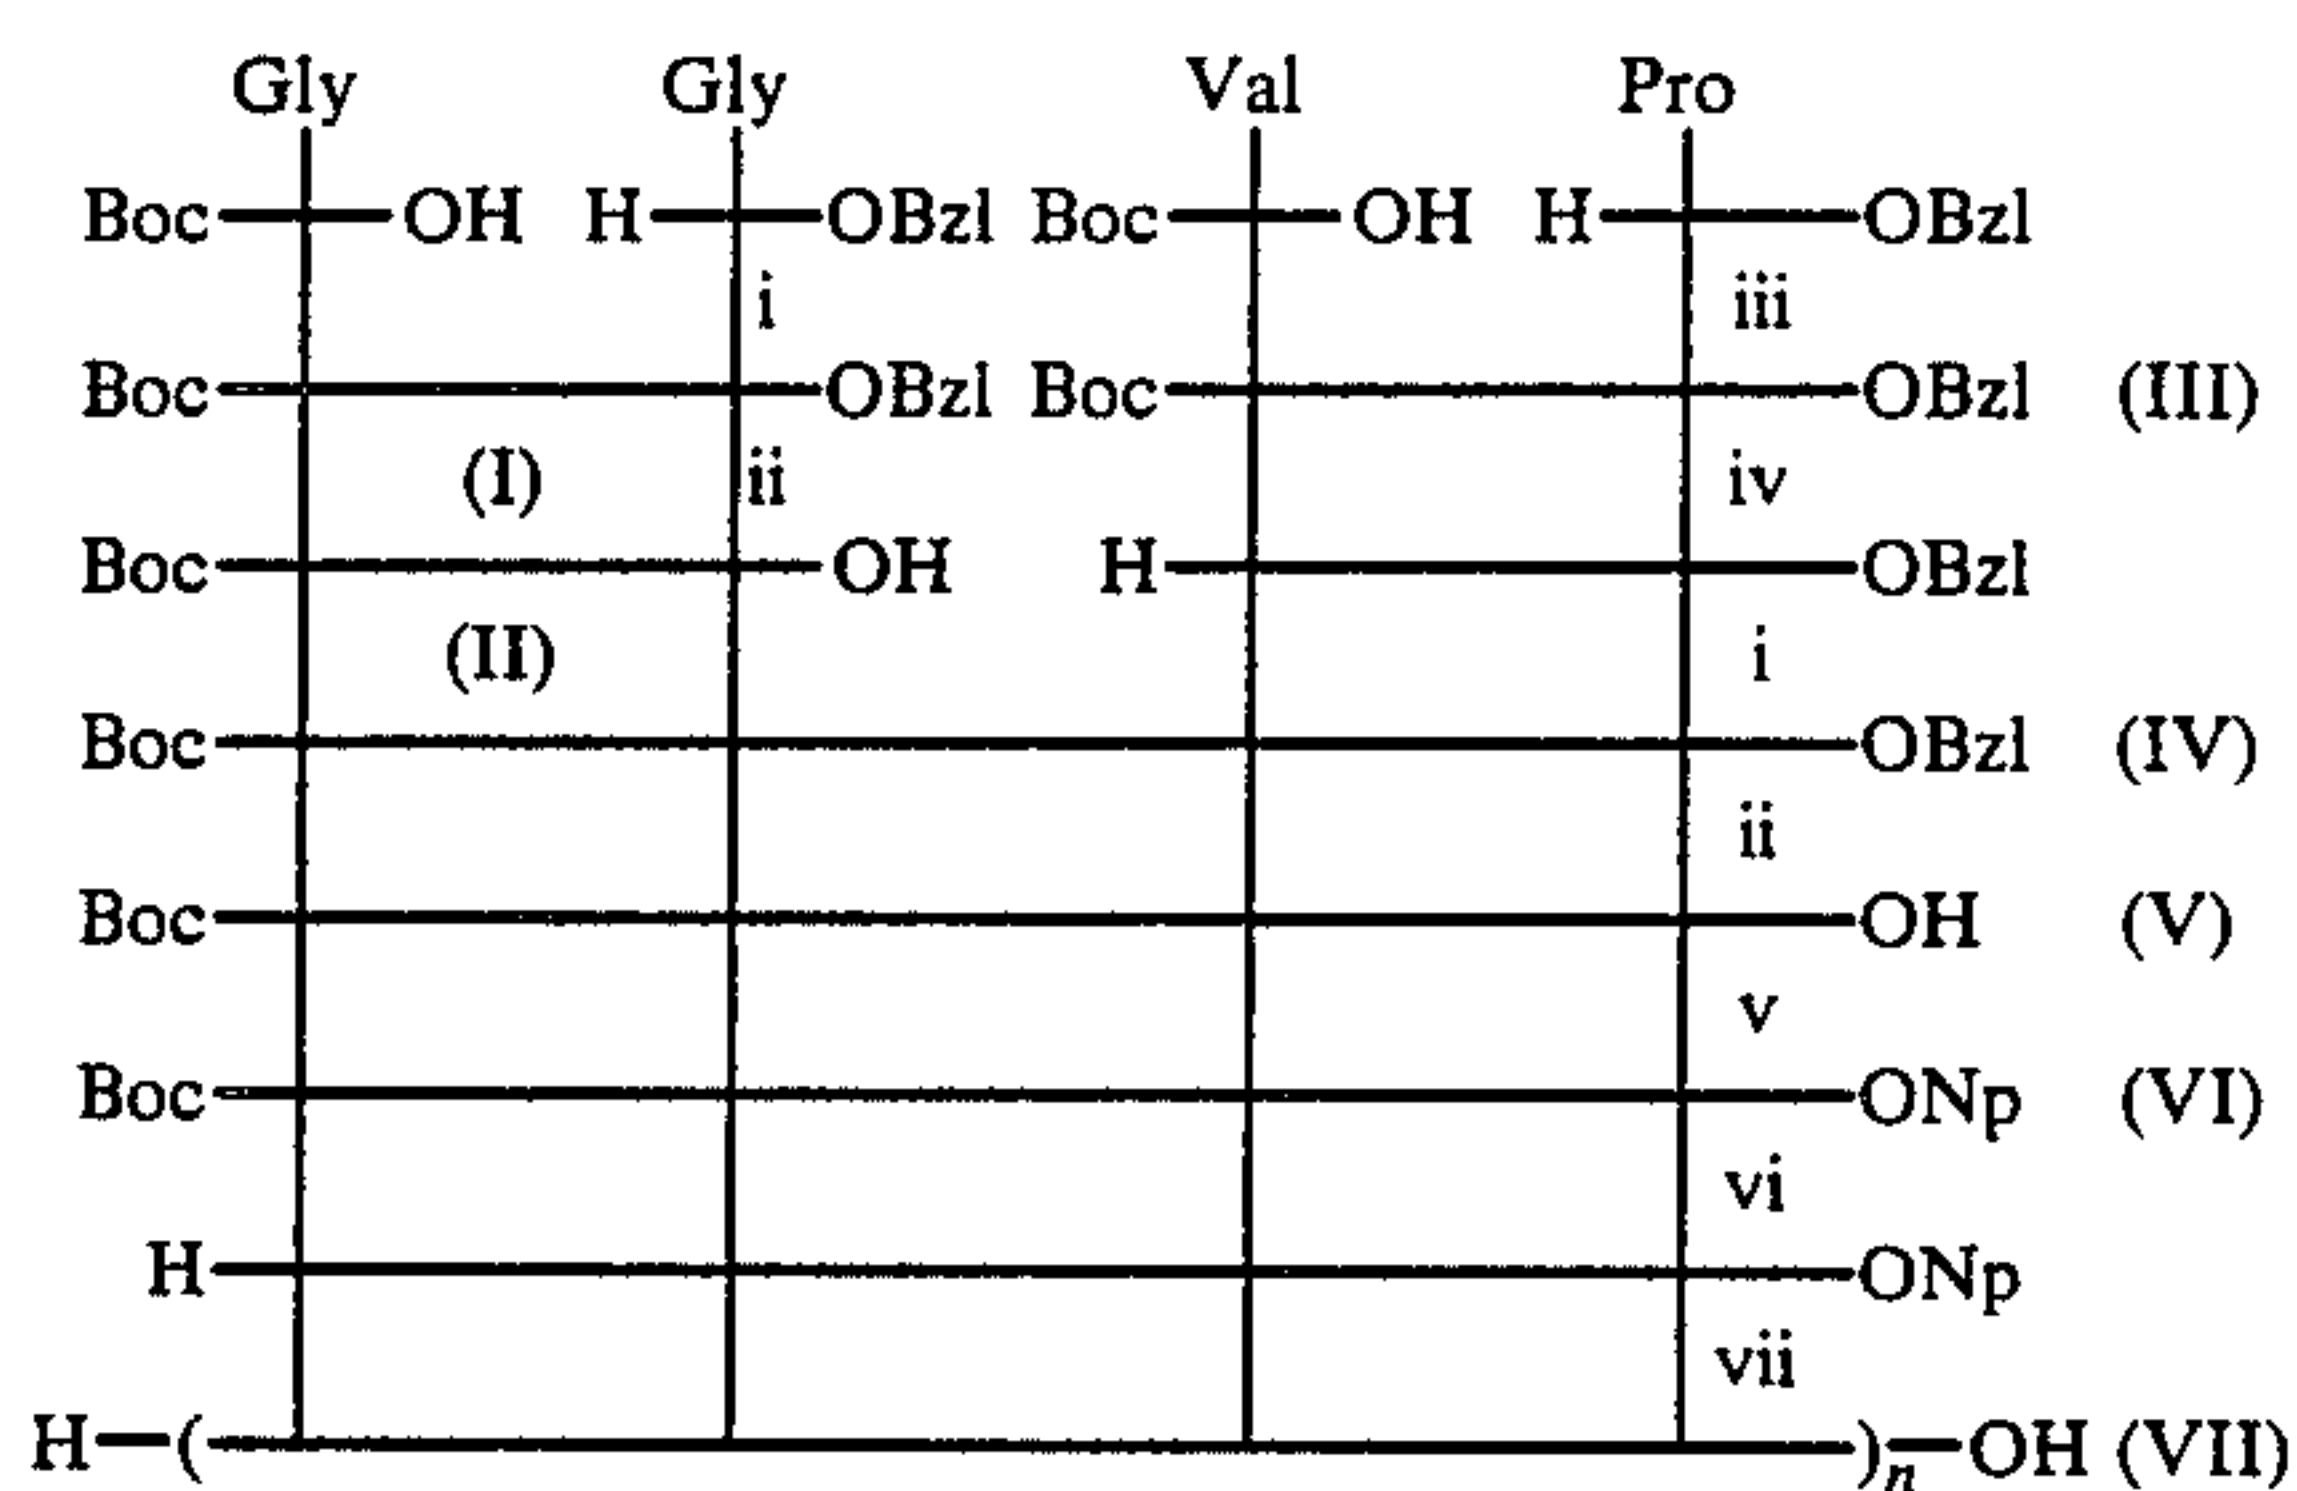 Gly Gly Val Pro
Boc OH H OBzl Boc OH H OBzl
i iii
Boc OBzl Boc OBzl (III)
(I) ii iv
Boc OH H OBzl
(II) i
Boc OBzl (IV)
ii
Boc OH (V)
v
Boc ONp (VI)
vi
H ONp
vii
H—( )n—OH (VII)